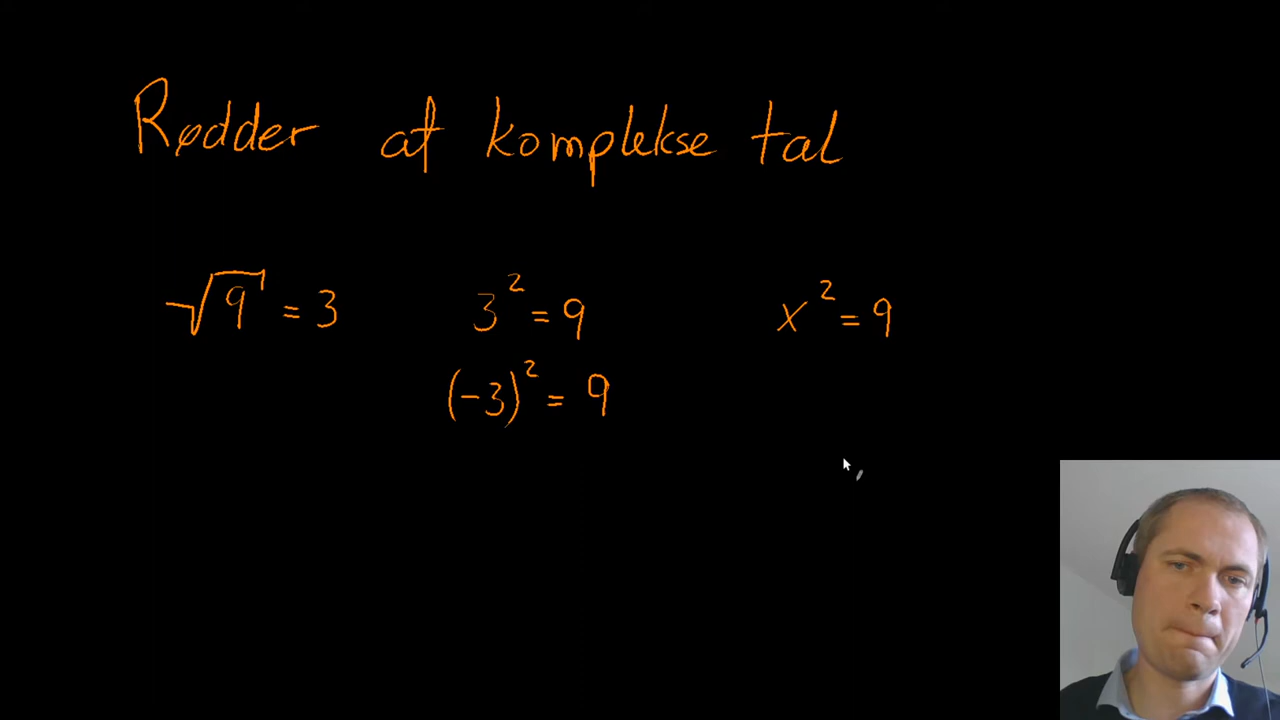 Rødder af komplekse tal
√9 = 3 3² = 9 x² = 9
(-3)² = 9